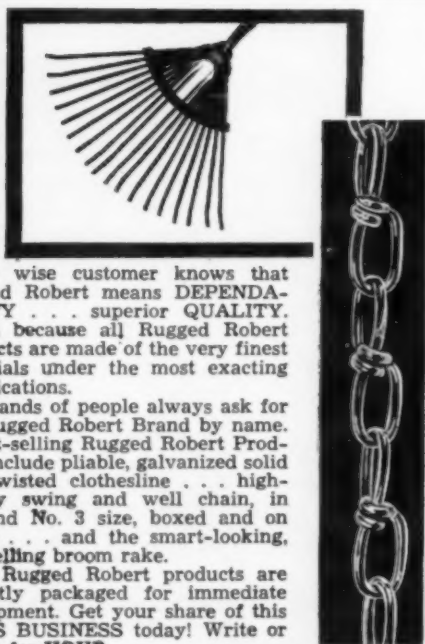 wise customer knows that
d Robert means DEPENDA-
TY . . . superior QUALITY.
because all Rugged Robert
cts are made of the very finest
ials under the most exacting
ications.
ands of people always ask for
ugged Robert Brand by name.
-selling Rugged Robert Prod-
nclude pliable, galvanized solid
wisted clothesline . . . high-
y swing and well chain, in
nd No. 3 size, boxed and on
. . . and the smart-looking,
elling broom rake.
Rugged Robert products are
tly packaged for immediate
pment. Get your share of this
S BUSINESS today! Write or